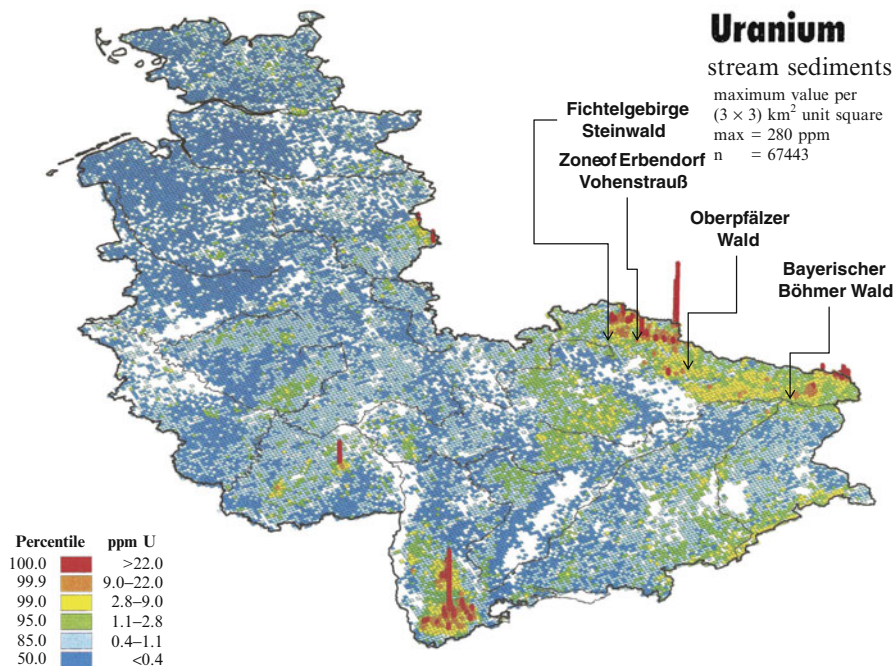 Uranium
stream sediments
maximum value per
(3 × 3) km² unit square
max = 280 ppm
n = 67443
Fichtelgebirge
Steinwald
Zoneof Erbendorf
Vohenstrauß
Oberpfälzer
Wald
Bayerischer
Böhmer Wald
Percentile ppm U
100.0 >22.0
99.9 9.0–22.0
99.0 2.8–9.0
95.0 1.1–2.8
85.0 0.4–1.1
50.0 <0.4